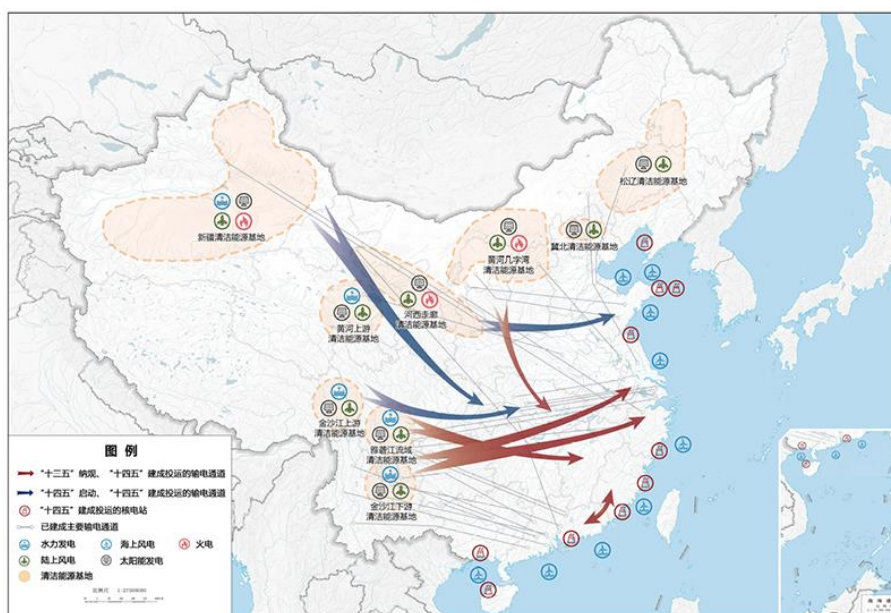 松辽清洁能源基地
新疆清洁能源基地
冀北清洁能源基地
黄河几字湾
清洁能源基地
河西走廊
清洁能源基地
黄河上游
清洁能源基地
金沙江上游
清洁能源基地
雅砻江流域
清洁能源基地
金沙江下游
清洁能源基地
图 例
“十三五”纳规、“十四五”建成投运的输电通道
“十四五”启动、“十四五”建成投运的输电通道
“十四五”建成投运的核电站
已建成主要输电通道
水力发电 海上风电 火电
陆上风电 太阳能发电
清洁能源基地
比例尺